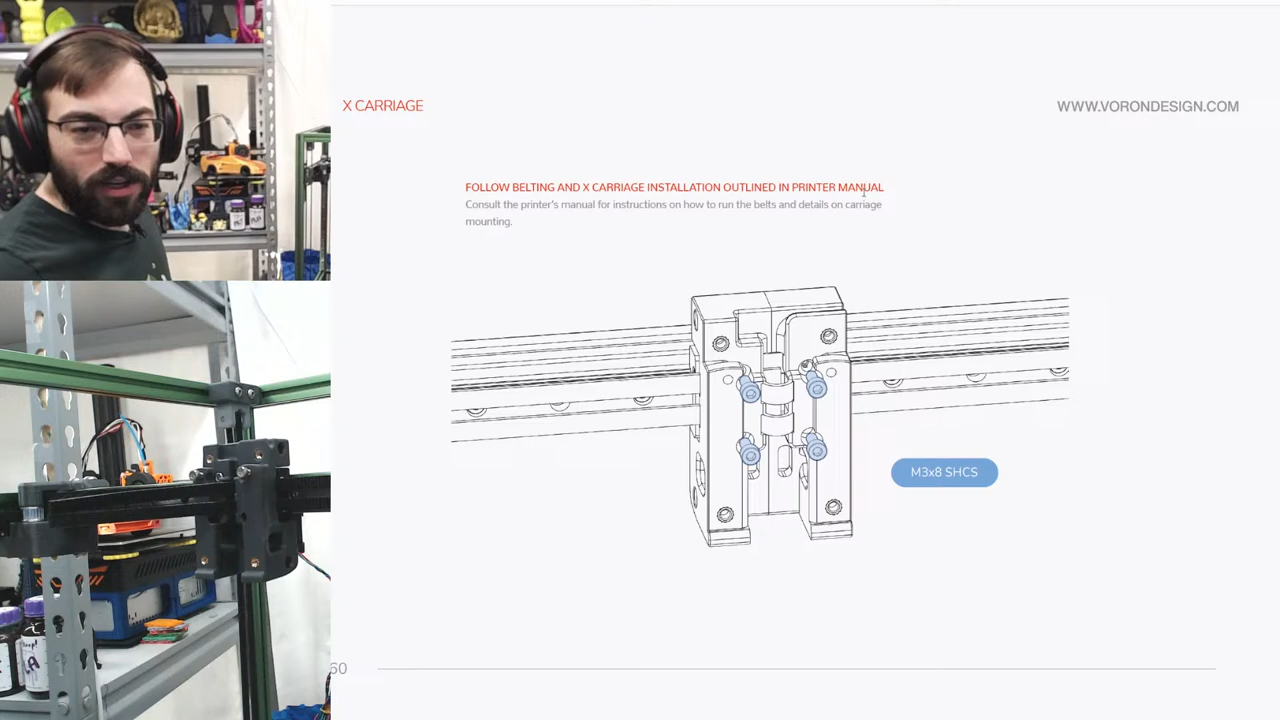 X CARRIAGE
WWW.VORONDESIGN.COM
FOLLOW BELTING AND X CARRIAGE INSTALLATION OUTLINED IN PRINTER MANUAL
Consult the printer's manual for instructions on how to run the belts and details on carriage
mounting.
M3x8 SHCS
60